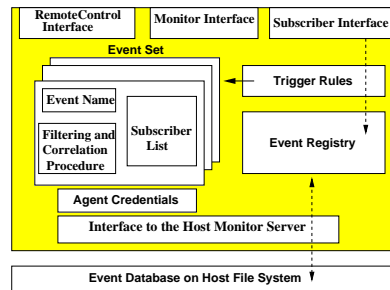 RemoteControl
Interface
Monitor Interface
Subscriber Interface
Event Set
Event Name
Filtering and
Correlation
Procedure
Subscriber
List
Trigger Rules
Event Registry
Agent Credentials
Interface to the Host Monitor Server
Event Database on Host File System